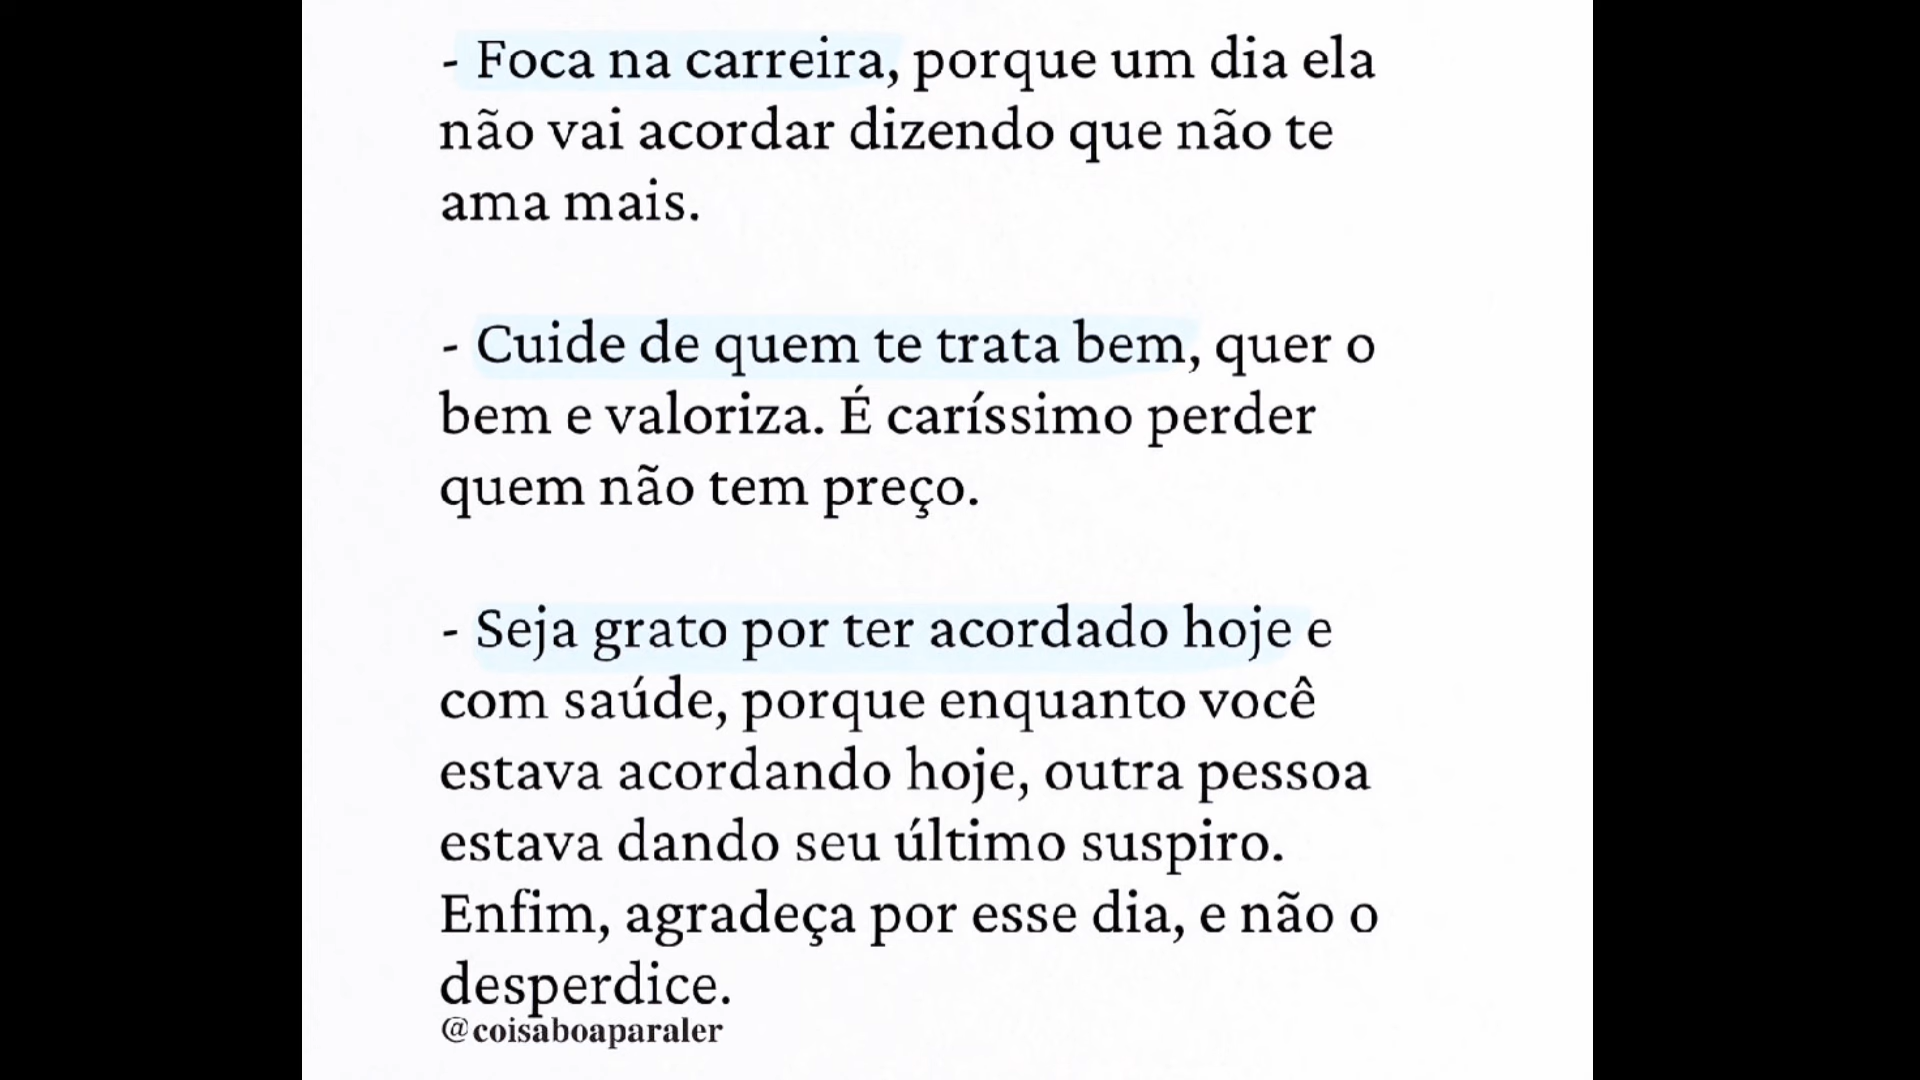 - Foca na carreira, porque um dia ela
não vai acordar dizendo que não te
ama mais.
- Cuide de quem te trata bem, quer o
bem e valoriza. É caríssimo perder
quem não tem preço.
- Seja grato por ter acordado hoje e
com saúde, porque enquanto você
estava acordando hoje, outra pessoa
estava dando seu último suspiro.
Enfim, agradeça por esse dia, e não o
desperdice.
@coisaboaparaler